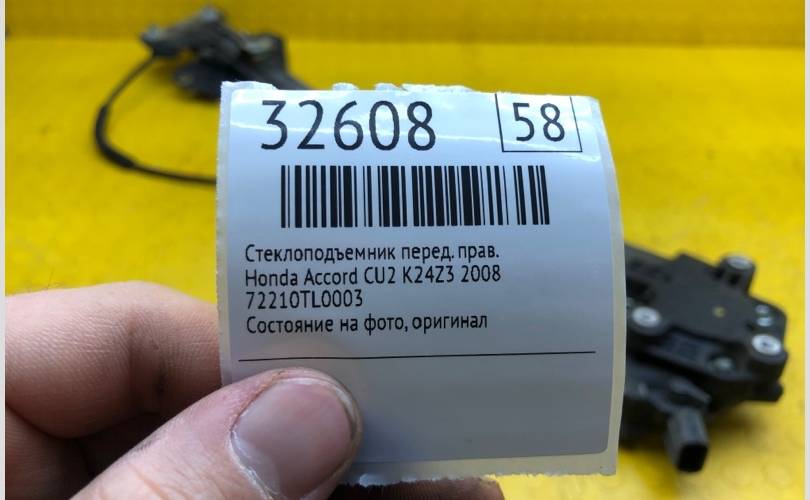 32608 58
Стеклоподъемник перед. прав.
Honda Accord CU2 K24Z3 2008
72210TL0003
Состояние на фото, оригинал